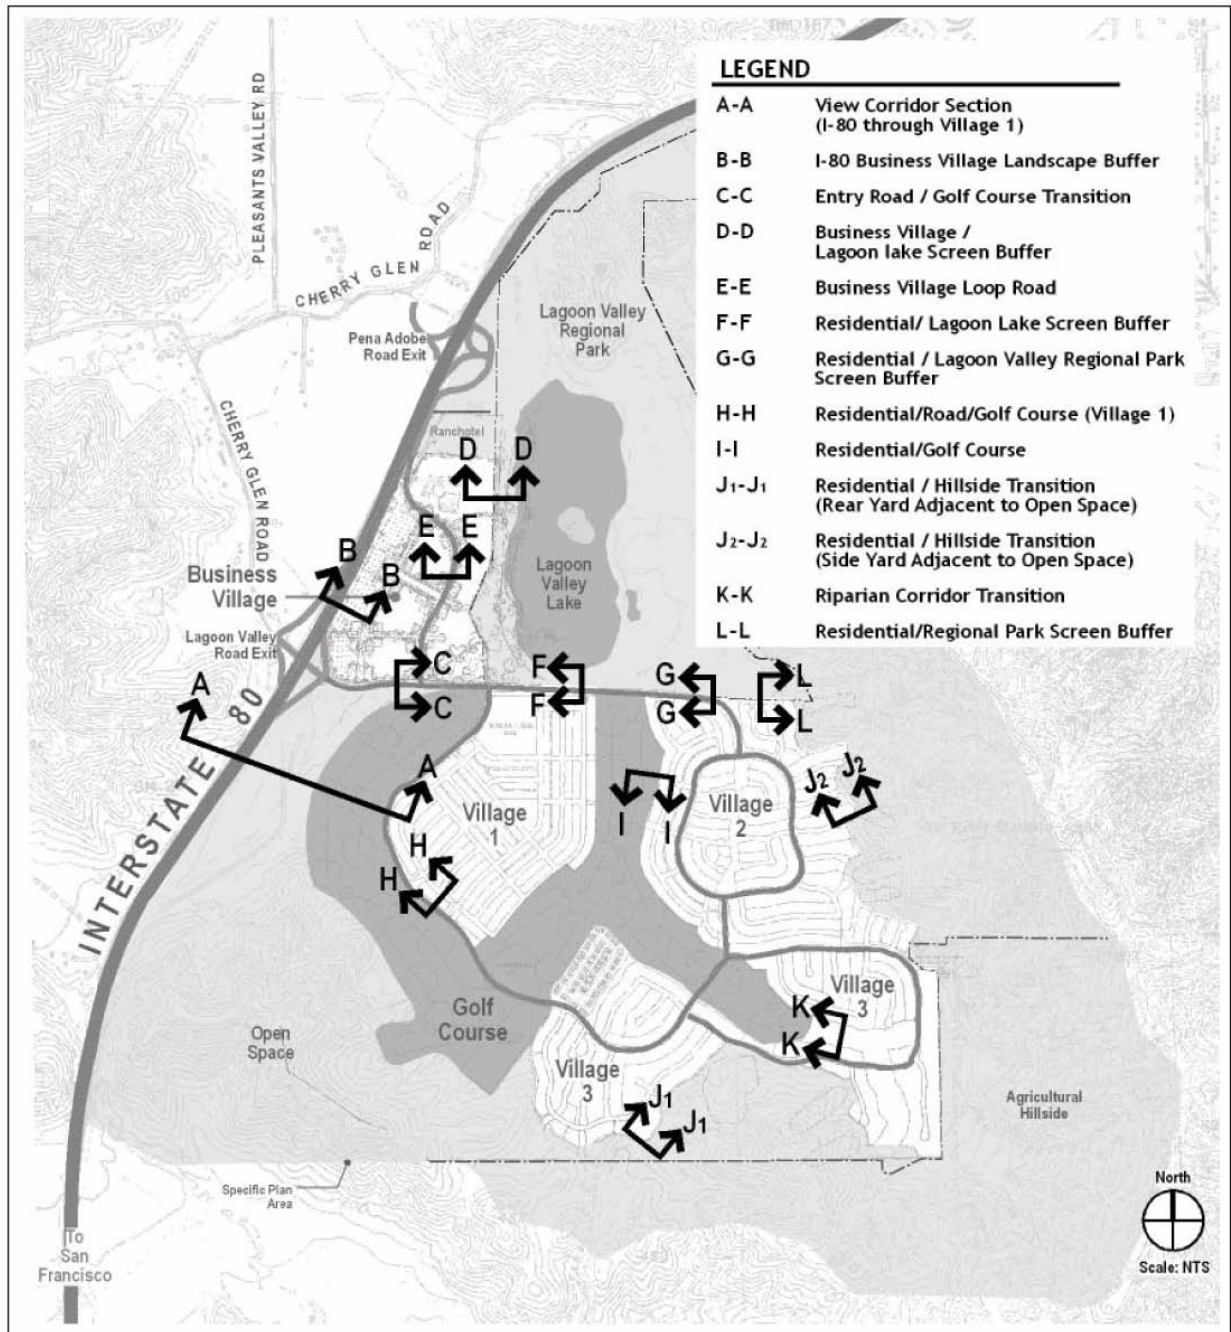 LEGEND
A-A View Corridor Section
(I-80 through Village 1)
B-B I-80 Business Village Landscape Buffer
C-C Entry Road / Golf Course Transition
D-D Business Village /
Lagoon lake Screen Buffer
E-E Business Village Loop Road
F-F Residential/ Lagoon Lake Screen Buffer
G-G Residential / Lagoon Valley Regional Park
Screen Buffer
H-H Residential/Road/Golf Course (Village 1)
I-I Residential/Golf Course
J1-J1 Residential / Hillside Transition
(Rear Yard Adjacent to Open Space)
J2-J2 Residential / Hillside Transition
(Side Yard Adjacent to Open Space)
K-K Riparian Corridor Transition
L-L Residential/Regional Park Screen Buffer
PLEASANTS VALLEY RD
CHERRY GLEN ROAD
Pena Adobe
Road Exit
Lagoon Valley
Regional
Park
CHERRY GLEN ROAD
Ranchotel
D D
E E
B
B
Business
Village
Lagoon
Valley
Lake
Lagoon Valley
Road Exit
C
C
F
F
G
G
L
L
A
A
INTERSTATE 80
J2
J2
Village
1
Village
2
I I
H
H
Village
3
K
K
Golf
Course
Open
Space
Village
3
J1
J1
Agricultural
Hillside
Specific Plan
Area
To
San
Francisco
North
Scale: NTS